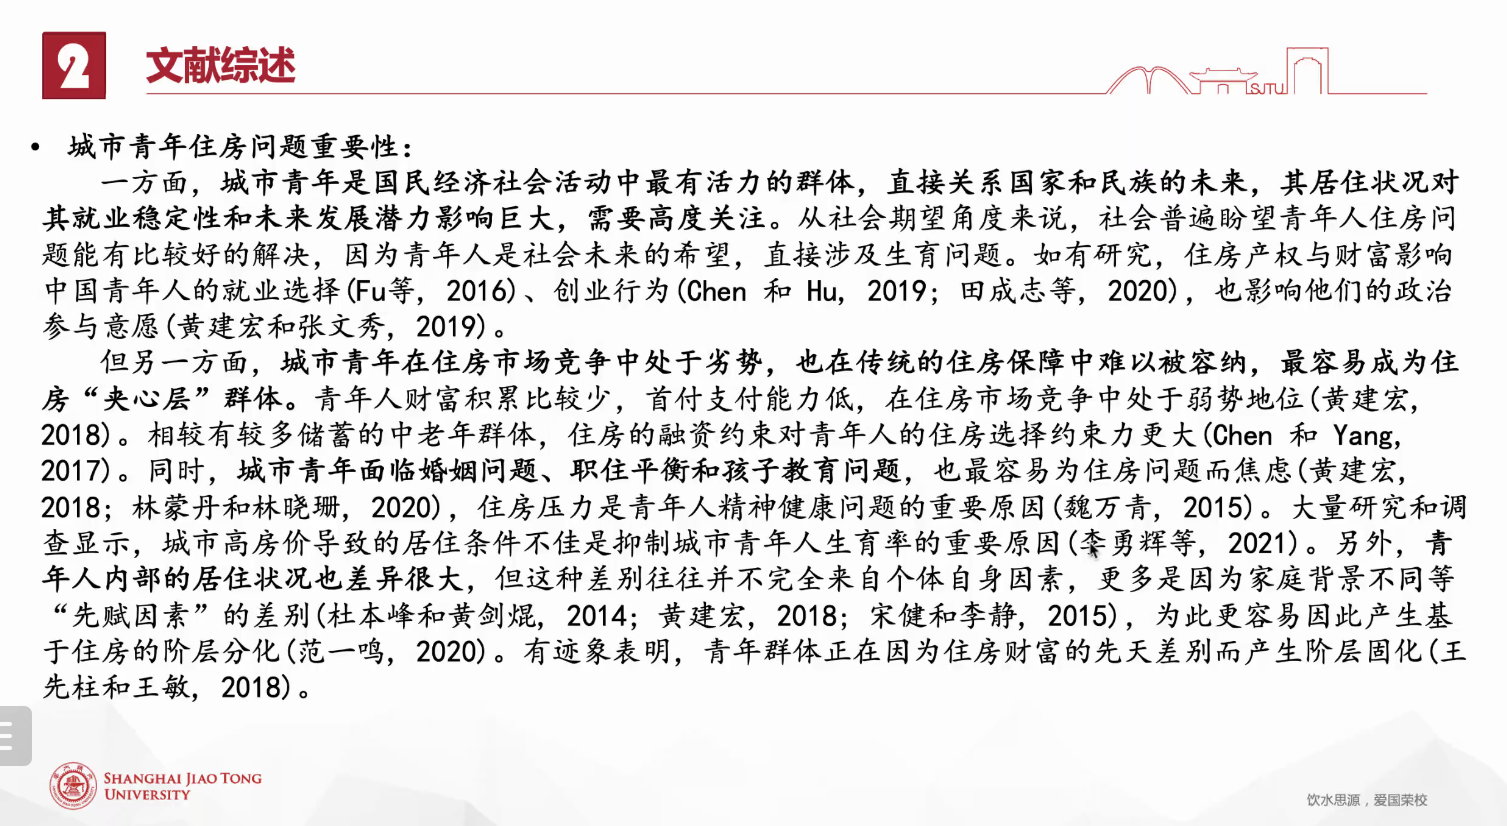 2
文献综述
SJTU
• 城市青年住房问题重要性：
一方面，城市青年是国民经济社会活动中最有活力的群体，直接关系国家和民族的未来，其居住状况对
其就业稳定性和未来发展潜力影响巨大，需要高度关注。从社会期望角度来说，社会普遍盼望青年人住房问
题能有比较好的解决，因为青年人是社会未来的希望，直接涉及生育问题。如有研究，住房产权与财富影响
中国青年人的就业选择(Fu等, 2016)、创业行为(Chen 和 Hu, 2019; 田成志等, 2020)，也影响他们的政治
参与意愿(黄建宏和张文秀, 2019)。
但另一方面，城市青年在住房市场竞争中处于劣势，也在传统的住房保障中难以被容纳，最容易成为住
房“夹心层”群体。青年人财富积累比较少，首付支付能力低，在住房市场竞争中处于弱势地位(黄建宏,
2018)。相较有较多储蓄的中老年群体，住房的融资约束对青年人的住房选择约束力更大(Chen 和 Yang,
2017)。同时，城市青年面临婚姻问题、职住平衡和孩子教育问题，也最容易为住房问题而焦虑(黄建宏,
2018; 林蒙丹和林晓珊, 2020)，住房压力是青年人精神健康问题的重要原因(魏万青, 2015)。大量研究和调
查显示，城市高房价导致的居住条件不佳是抑制城市青年人生育率的重要原因(李勇辉等, 2021)。另外，青
年人内部的居住状况也差异很大，但这种差别往往并不完全来自个体自身因素，更多是因为家庭背景不同等
“先赋因素”的差别(杜本峰和黄剑焜, 2014; 黄建宏, 2018; 宋健和李静, 2015)，为此更容易因此产生基
于住房的阶层分化(范一鸣, 2020)。有迹象表明，青年群体正在因为住房财富的先天差别而产生阶层固化(王
先柱和王敏, 2018)。
SHANGHAI JIAO TONG
UNIVERSITY
饮水思源，爱国荣校